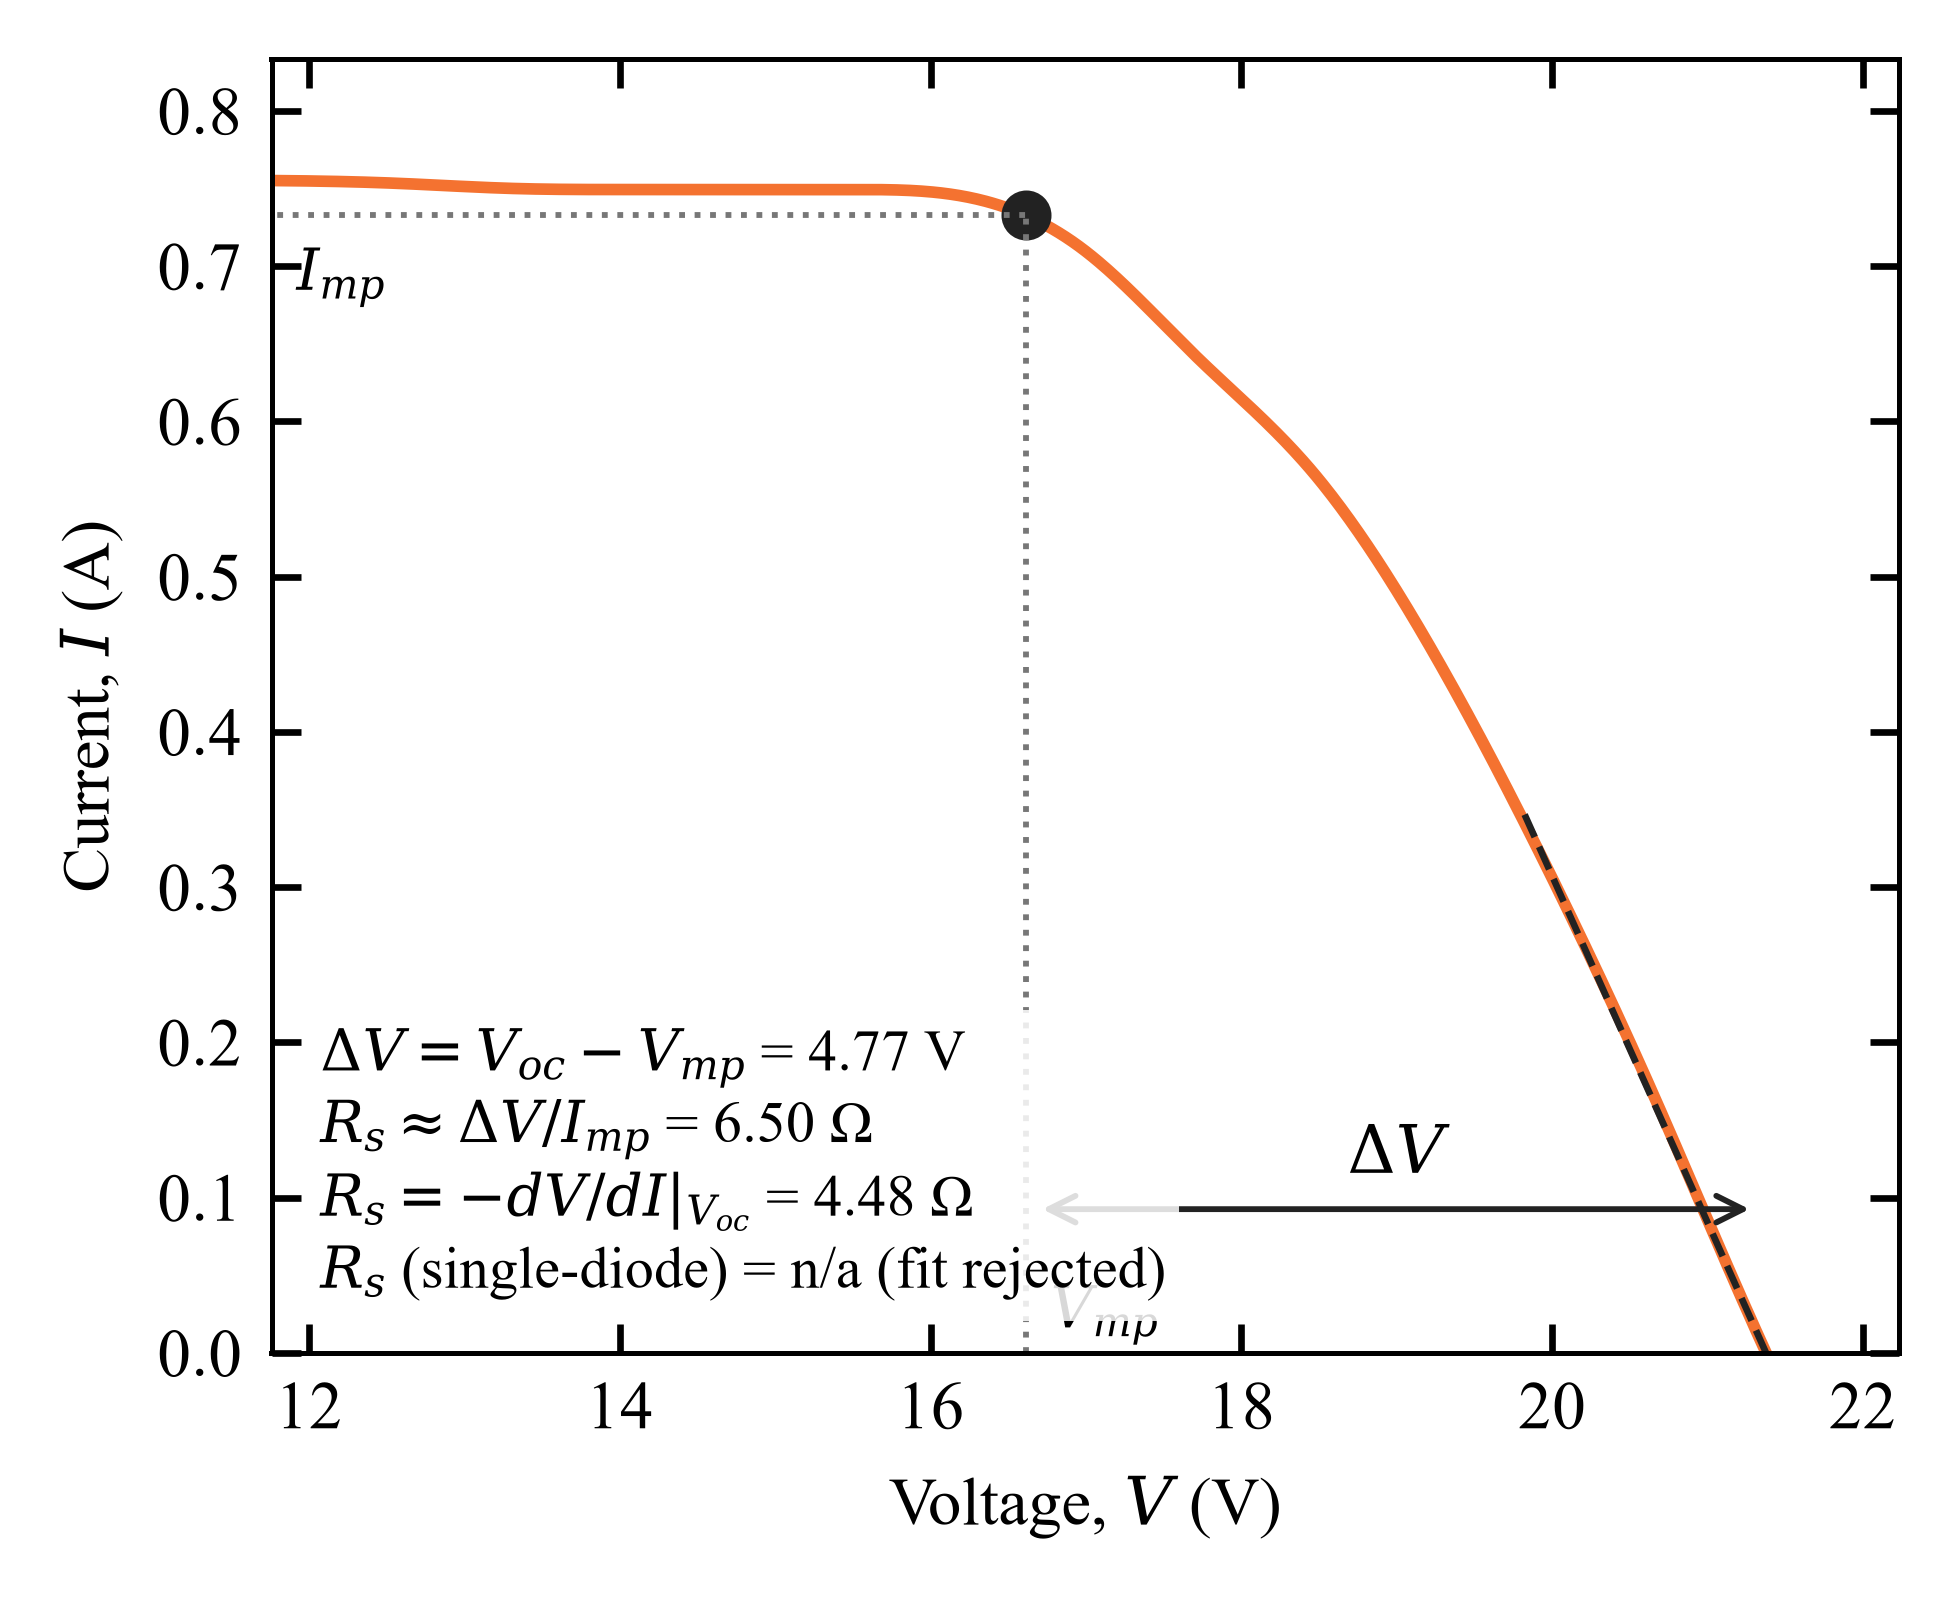 0.8
0.7
0.6
0.5
0.4
0.3
0.2
0.1
0.0
Current, I (A)
I_mp
ΔV = V_oc − V_mp = 4.77 V
R_s ≈ ΔV/I_mp = 6.50 Ω
R_s = −dV/dI|_V_oc = 4.48 Ω
R_s (single-diode) = n/a (fit rejected)
ΔV
V_mp
12 14 16 18 20 22
Voltage, V (V)